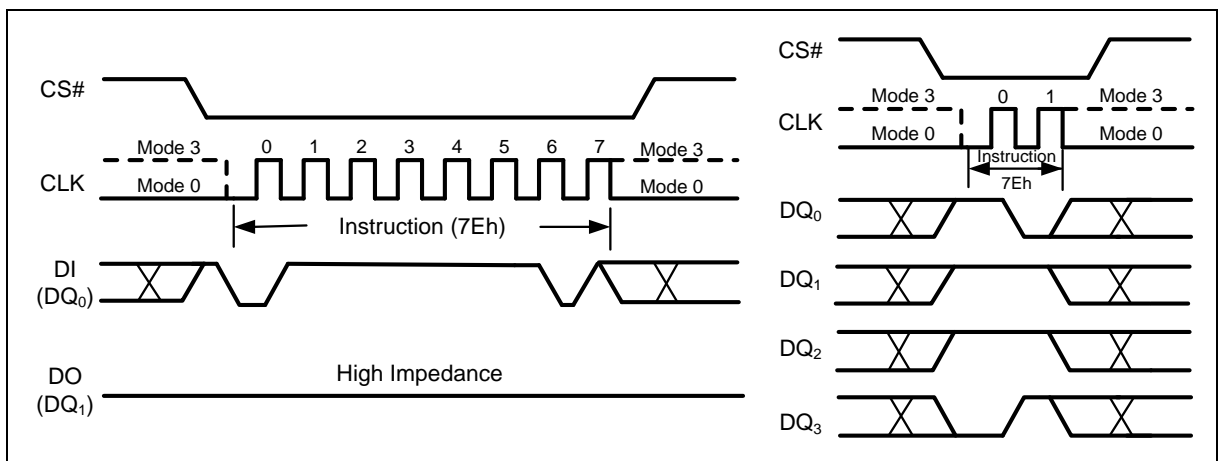 CS#
Mode 3 0 1 2 3 4 5 6 7 Mode 3
CLK
Mode 0 Mode 0
Instruction (7Eh)
DI
(DQ0)
DO
(DQ1)
High Impedance
CS#
Mode 3 0 1 Mode 3
CLK
Mode 0 Mode 0
Instruction
7Eh
DQ0
DQ1
DQ2
DQ3